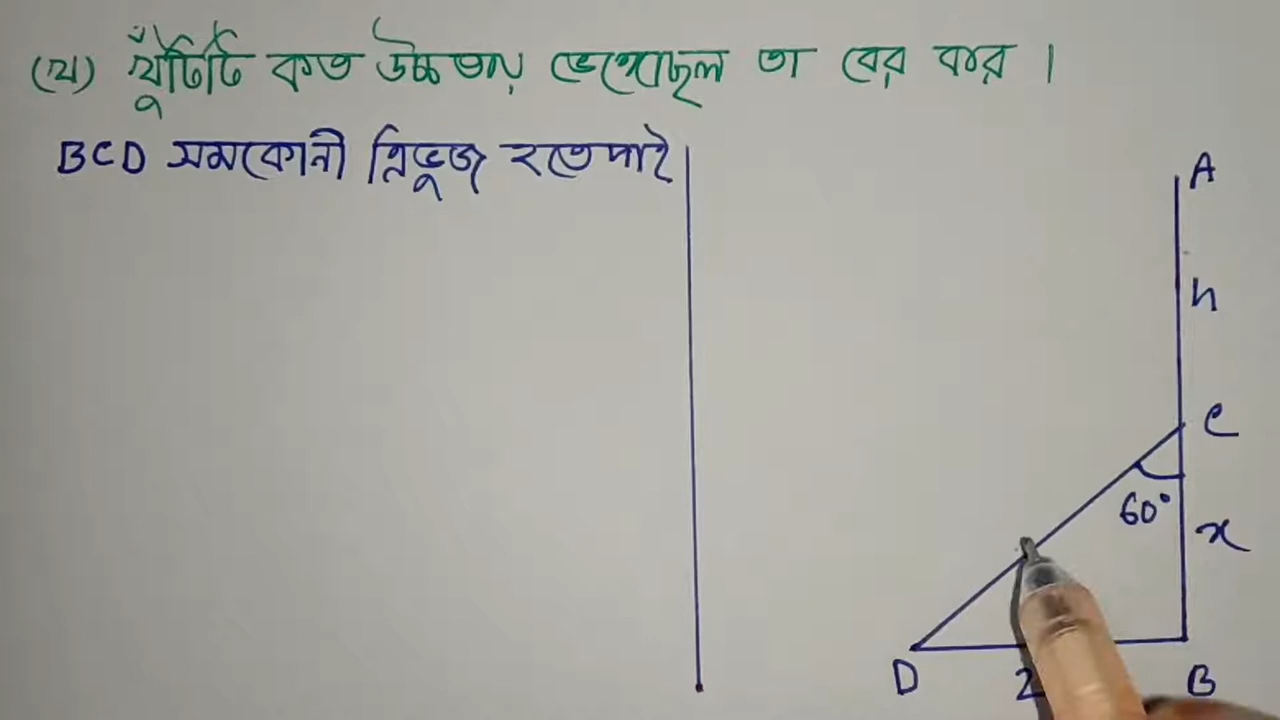 (খ) খুঁটিটি কত উচ্চতায় ভেঙ্গেছিল তা বের কর ।
BCD সমকোনী ত্রিভুজ হতে পাই
A
h
C
60°
x
D
B